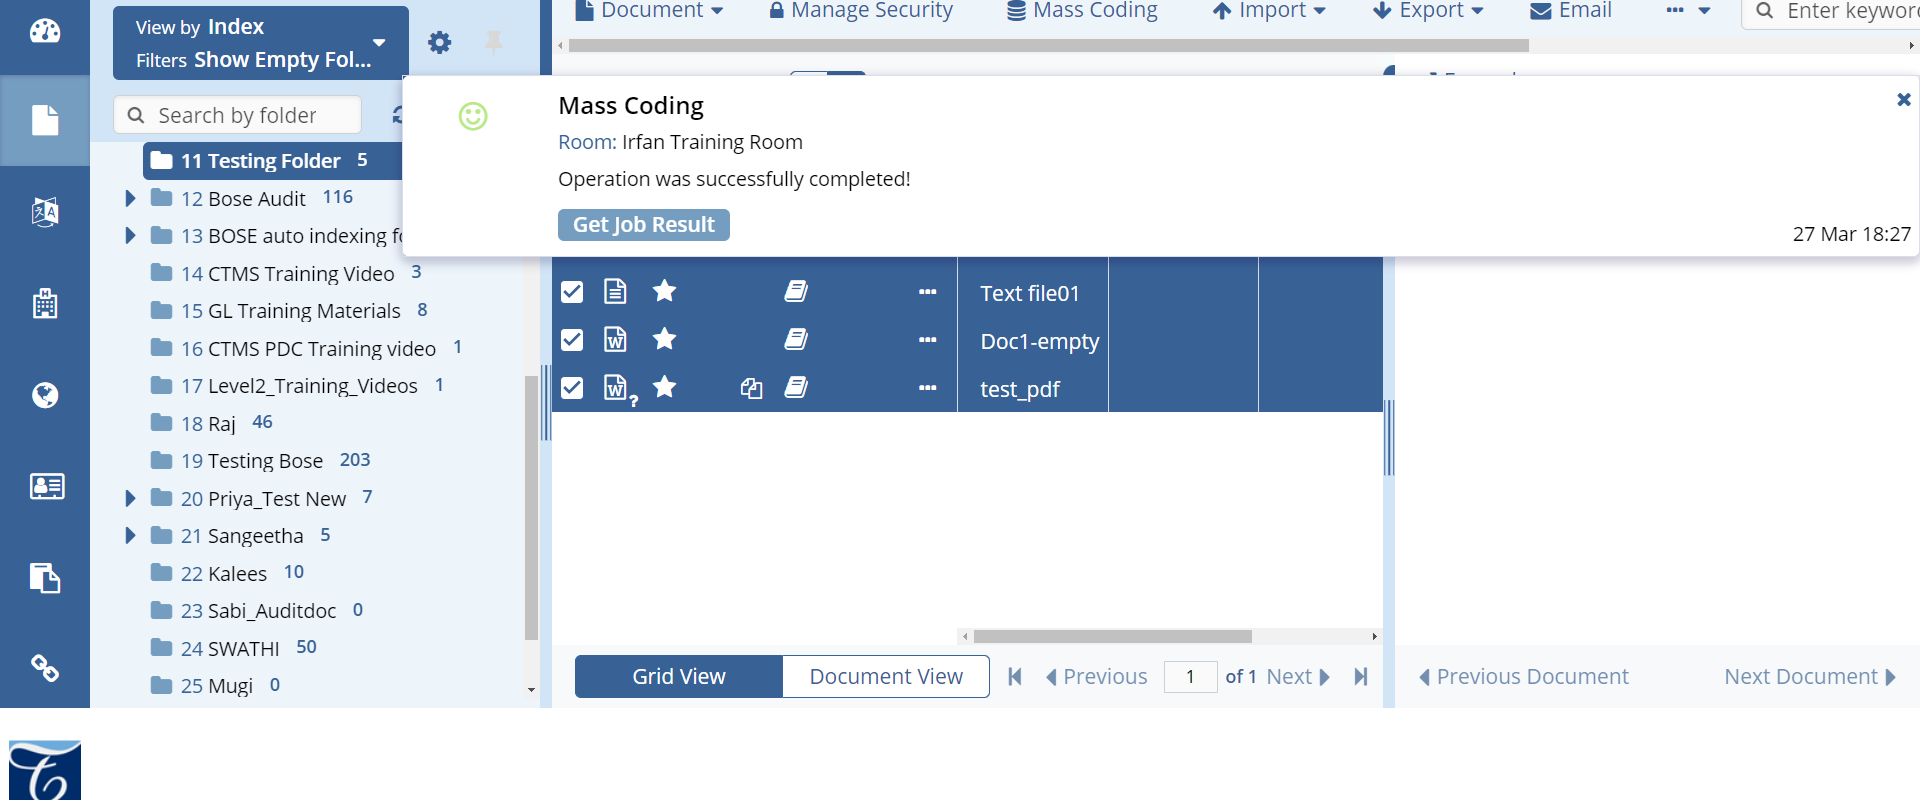 View by Index
Filters Show Empty Fol...
Search by folder
11 Testing Folder 5
12 Bose Audit 116
13 BOSE auto indexing
14 CTMS Training Video 3
15 GL Training Materials 8
16 CTMS PDC Training video 1
17 Level2_Training_Videos 1
18 Raj 46
19 Testing Bose 203
20 Priya_Test New 7
21 Sangeetha 5
22 Kalees 10
23 Sabi_Auditdoc 0
24 SWATHI 50
25 Mugi 0
Document
Manage Security
Mass Coding
Import
Export
Email
Enter keywor
Mass Coding
Room: Irfan Training Room
Operation was successfully completed!
Get Job Result
27 Mar 18:27
Text file01
Doc1-empty
test_pdf
Grid View
Document View
Previous
1 of 1
Next
Previous Document
Next Document